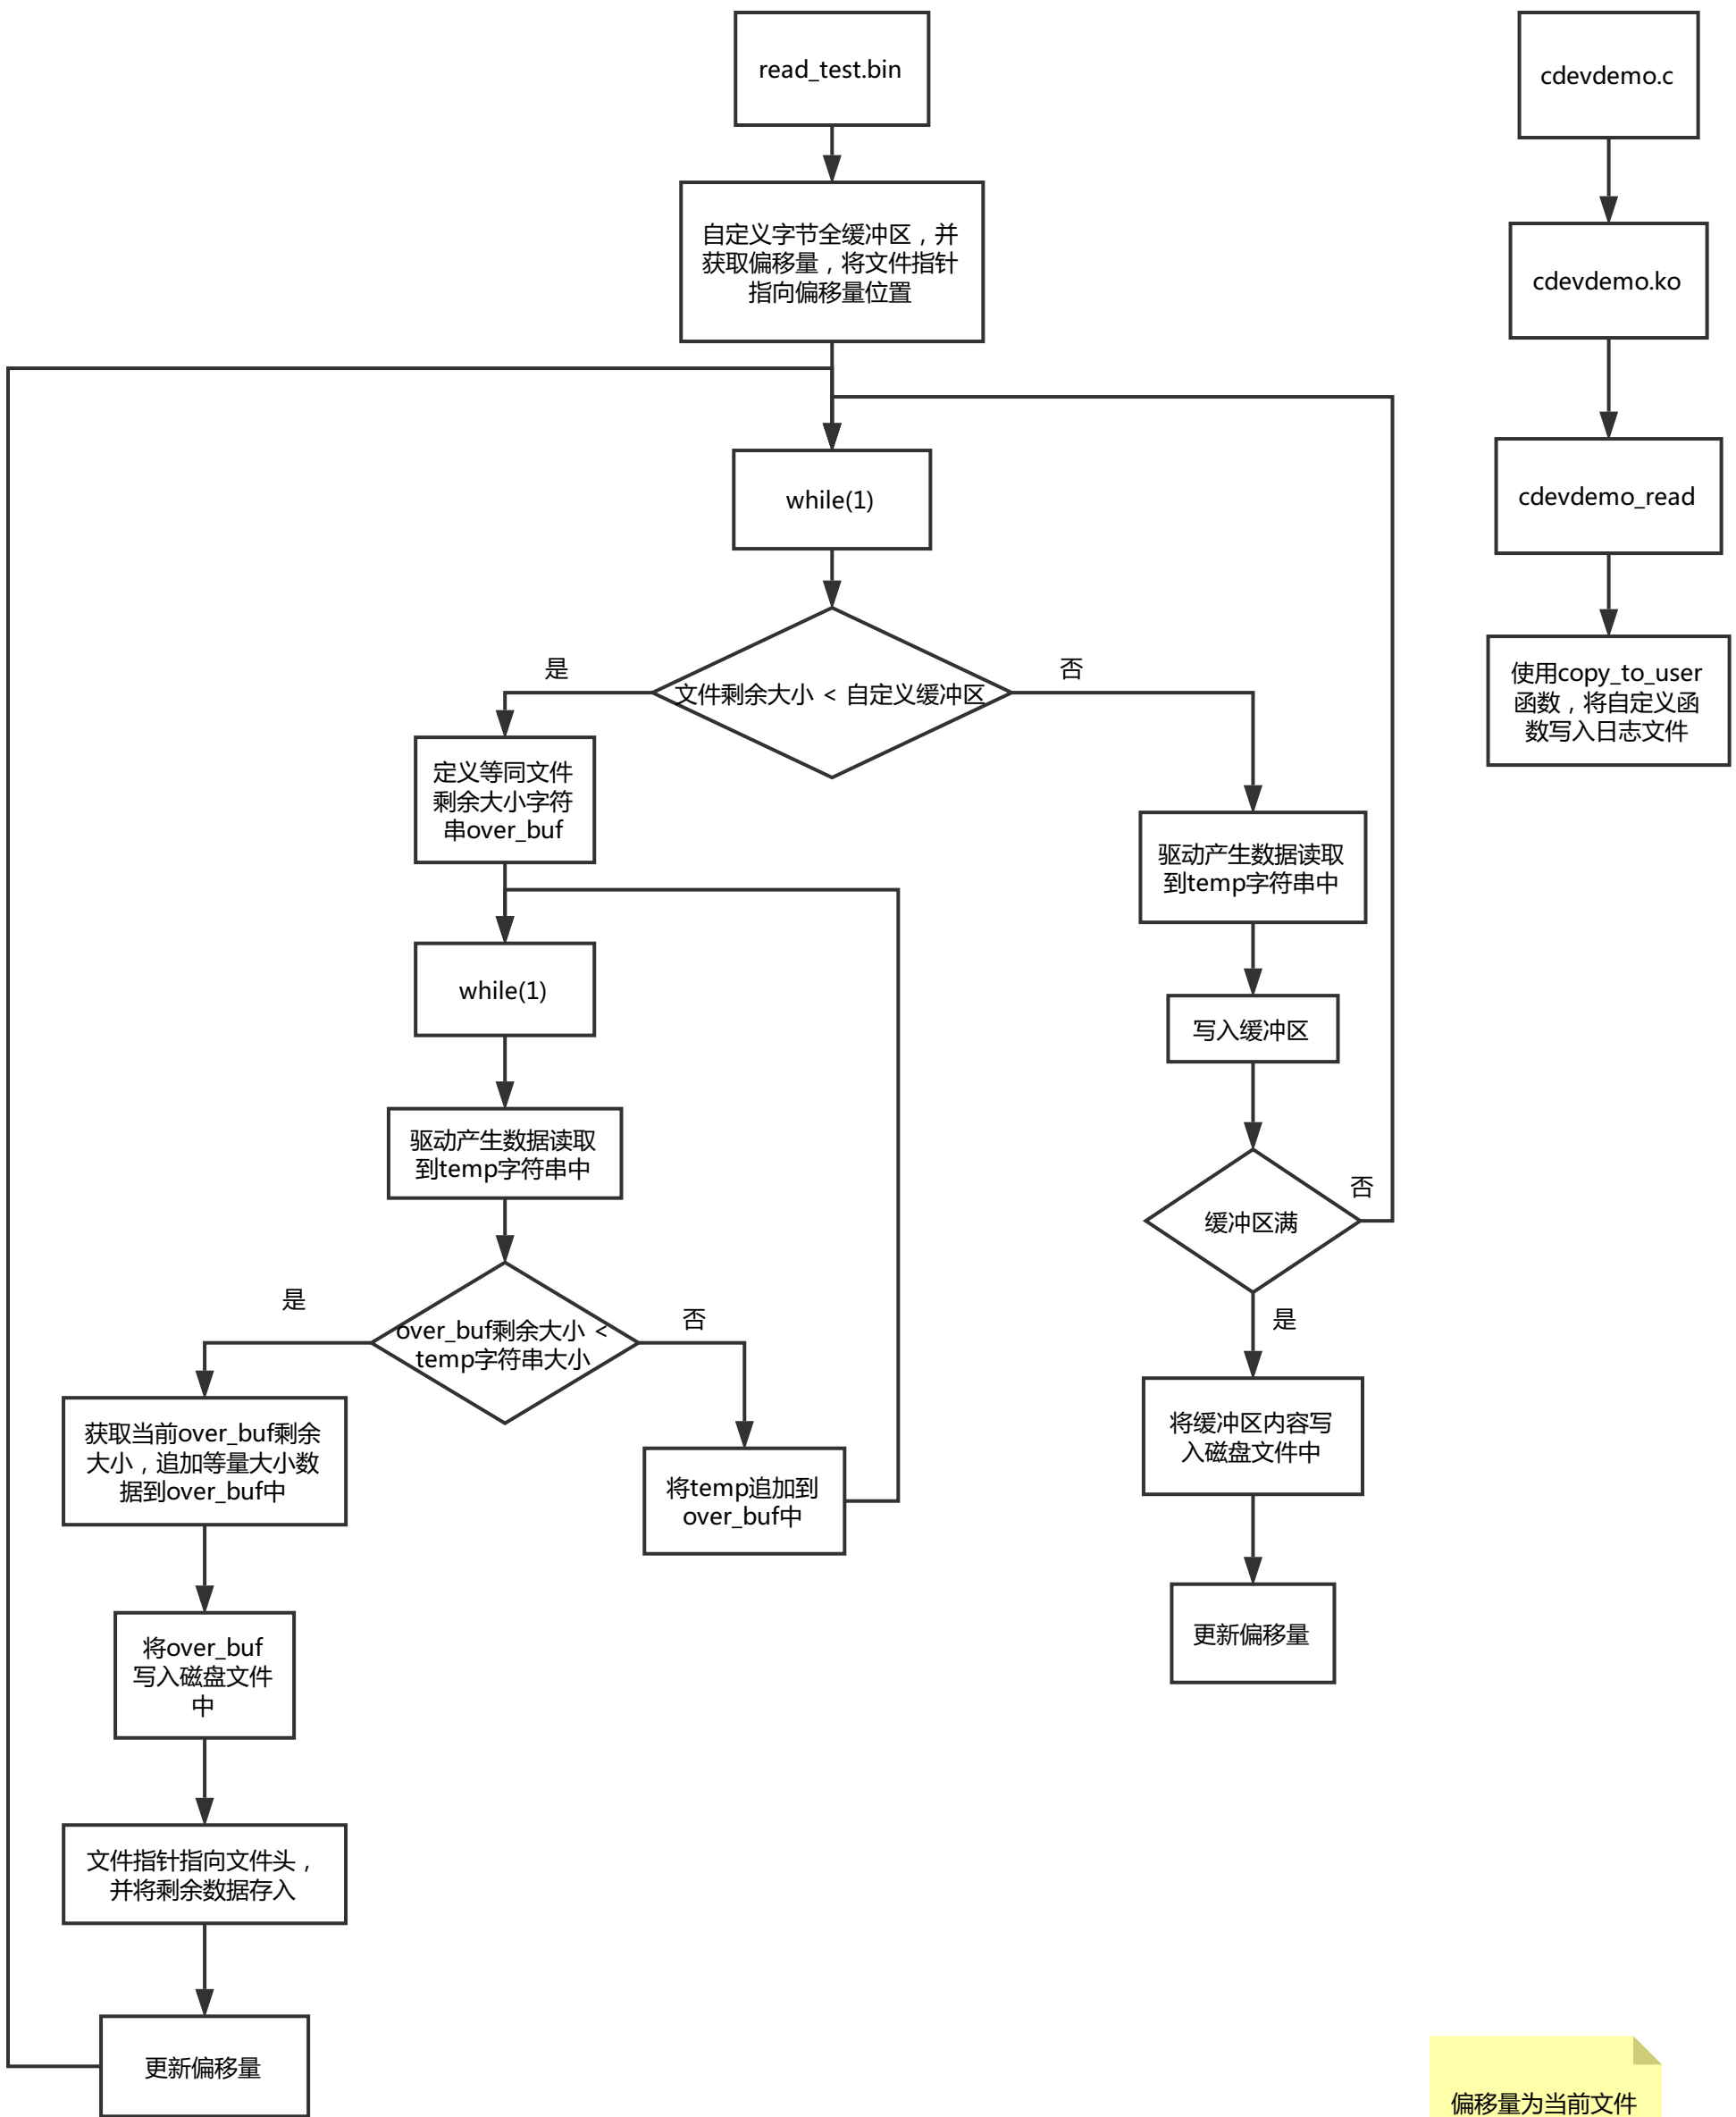 read_test.bin
cdevdemo.c
自定义字节全缓冲区，并
获取偏移量，将文件指针
指向偏移量位置
cdevdemo.ko
while(1)
cdevdemo_read
是
文件剩余大小 < 自定义缓冲区
否
使用copy_to_user
函数，将自定义函
数写入日志文件
定义等同文件
剩余大小字符
串over_buf
驱动产生数据读取
到temp字符串中
while(1)
写入缓冲区
驱动产生数据读取
到temp字符串中
缓冲区满
否
是
是
over_buf剩余大小 <
temp字符串大小
否
获取当前over_buf剩余
大小，追加等量大小数
据到over_buf中
将temp追加到
over_buf中
将缓冲区内容写
入磁盘文件中
将over_buf
写入磁盘文件
中
更新偏移量
文件指针指向文件头，
并将剩余数据存入
更新偏移量
偏移量为当前文件